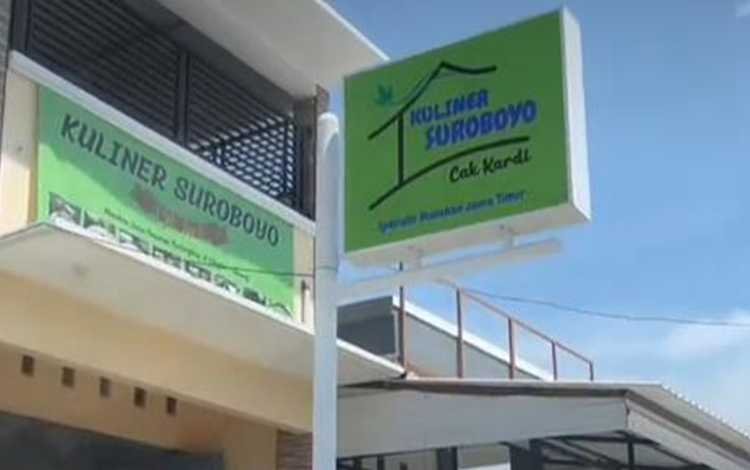 KULINER SUROBOYO
KULINER
SUROBOYO
Cak Kardi
Spesialis Masakan Jawa Timur